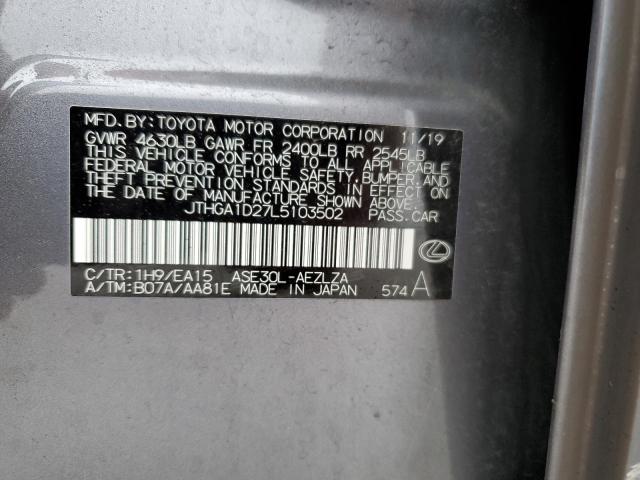 MFD. BY: TOYOTA MOTOR CORPORATION 11/19
GVWR 4630LB GAWR FR 2400LB RR 2545LB
THIS VEHICLE CONFORMS TO ALL APPLICABLE
FEDERAL MOTOR VEHICLE SAFETY, BUMPER, AND
THEFT PREVENTION STANDARDS IN EFFECT ON
THE DATE OF MANUFACTURE SHOWN ABOVE.
JTHGA1D27L5103502 PASS.CAR
C/TR:1H9/EA15 ASE30L-AEZLZA
A/TM:B07A/AA81E MADE IN JAPAN 574 A